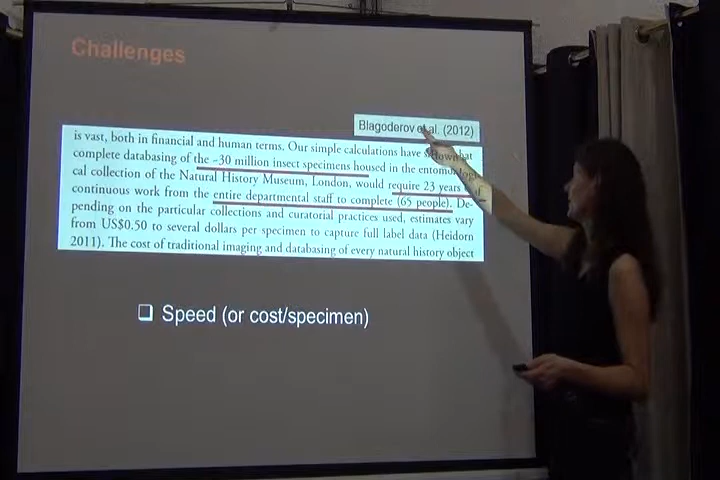 Challenges
Blagoderov et al. (2012)
is vast, both in financial and human terms. Our simple calculations have shown that
complete databasing of the ~30 million insect specimens housed in the entomologi-
cal collection of the Natural History Museum, London, would require 23 years of
continuous work from the entire departmental staff to complete (65 people). De-
pending on the particular collections and curatorial practices used, estimates vary
from US$0.50 to several dollars per specimen to capture full label data (Heidorn
2011). The cost of traditional imaging and databasing of every natural history object
❑ Speed (or cost/specimen)